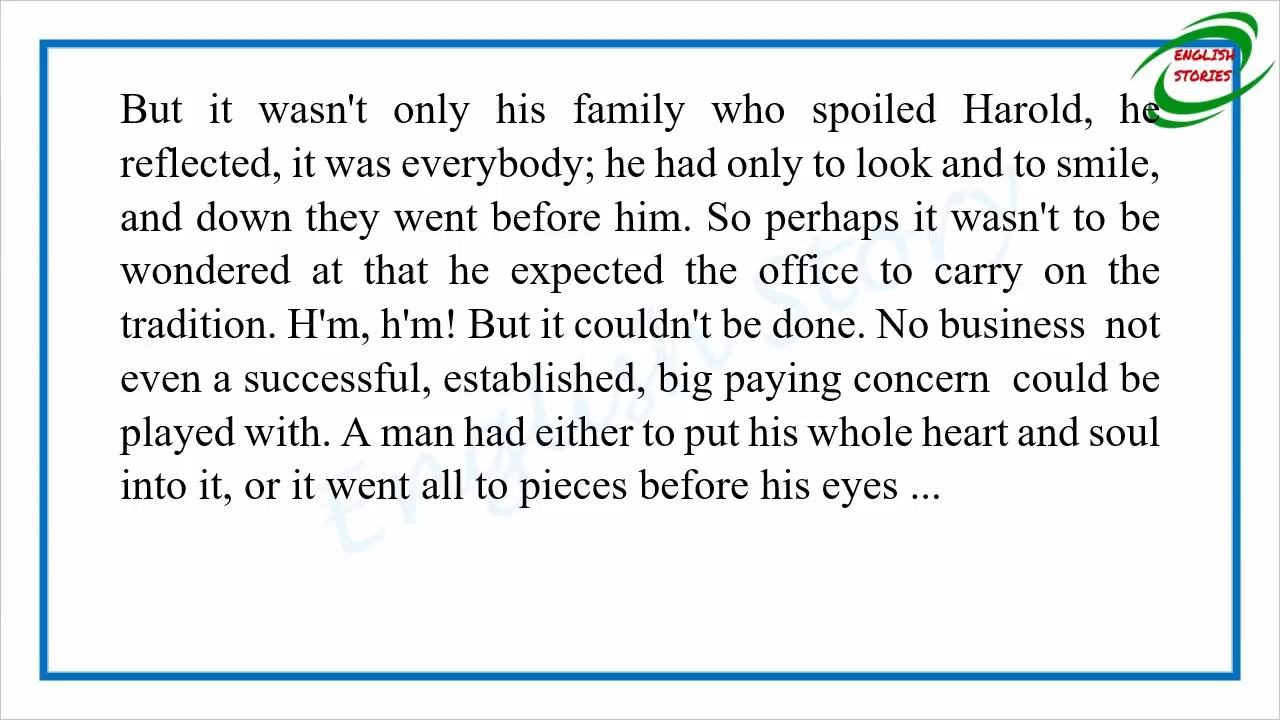 ENGLISH
STORIES
But it wasn't only his family who spoiled Harold, he
reflected, it was everybody; he had only to look and to smile,
and down they went before him. So perhaps it wasn't to be
wondered at that he expected the office to carry on the
tradition. H'm, h'm! But it couldn't be done. No business  not
even a successful, established, big paying concern  could be
played with. A man had either to put his whole heart and soul
into it, or it went all to pieces before his eyes ...
English Story